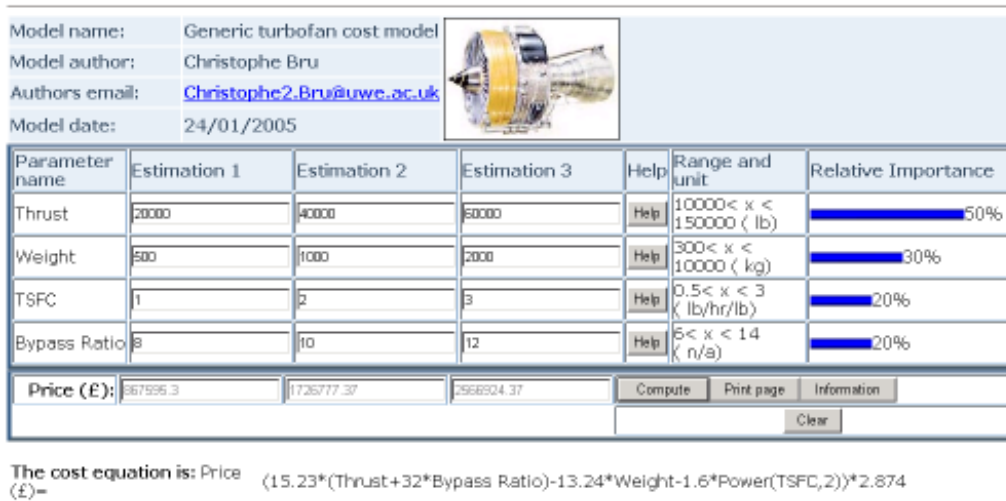 Model name: Generic turbofan cost model
Model author: Christophe Bru
Authors email: Christophe2.Bru@uwe.ac.uk
Model date: 24/01/2005
Parameter name Estimation 1 Estimation 2 Estimation 3 Help Range and unit Relative Importance
Thrust 20000 40000 60000 Help 10000< x < 150000 ( lb) 50%
Weight 500 1000 2000 Help 300< x < 10000 ( kg) 30%
TSFC 1 2 3 Help 0.5< x < 3 ( lb/hr/lb) 20%
Bypass Ratio 8 10 12 Help 6< x < 14 ( n/a) 20%
Price (£): 867595.3 1726777.37 2566924.37 Compute Print page Information
Clear
The cost equation is: Price (£)= (15.23*(Thrust+32*Bypass Ratio)-13.24*Weight-1.6*Power(TSFC,2))*2.874